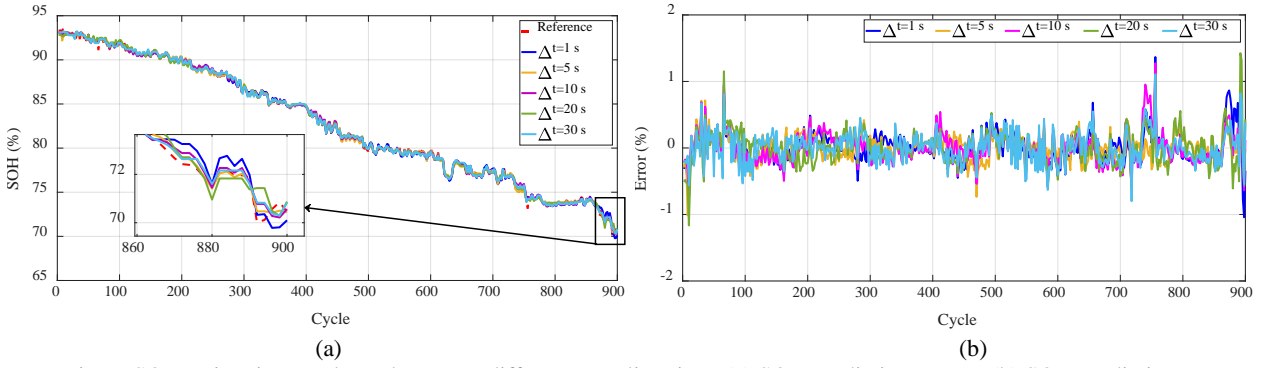 95
90
85
80
75
70
65
SOH (%)
0
100
200
300
400
500
600
700
800
900
Cycle
Reference
Δt=1 s
Δt=5 s
Δt=10 s
Δt=20 s
Δt=30 s
72
70
860
880
900
(a)
2
1
0
-1
-2
Error (%)
0
100
200
300
400
500
600
700
800
900
Cycle
Δt=1 s
Δt=5 s
Δt=10 s
Δt=20 s
Δt=30 s
(b)